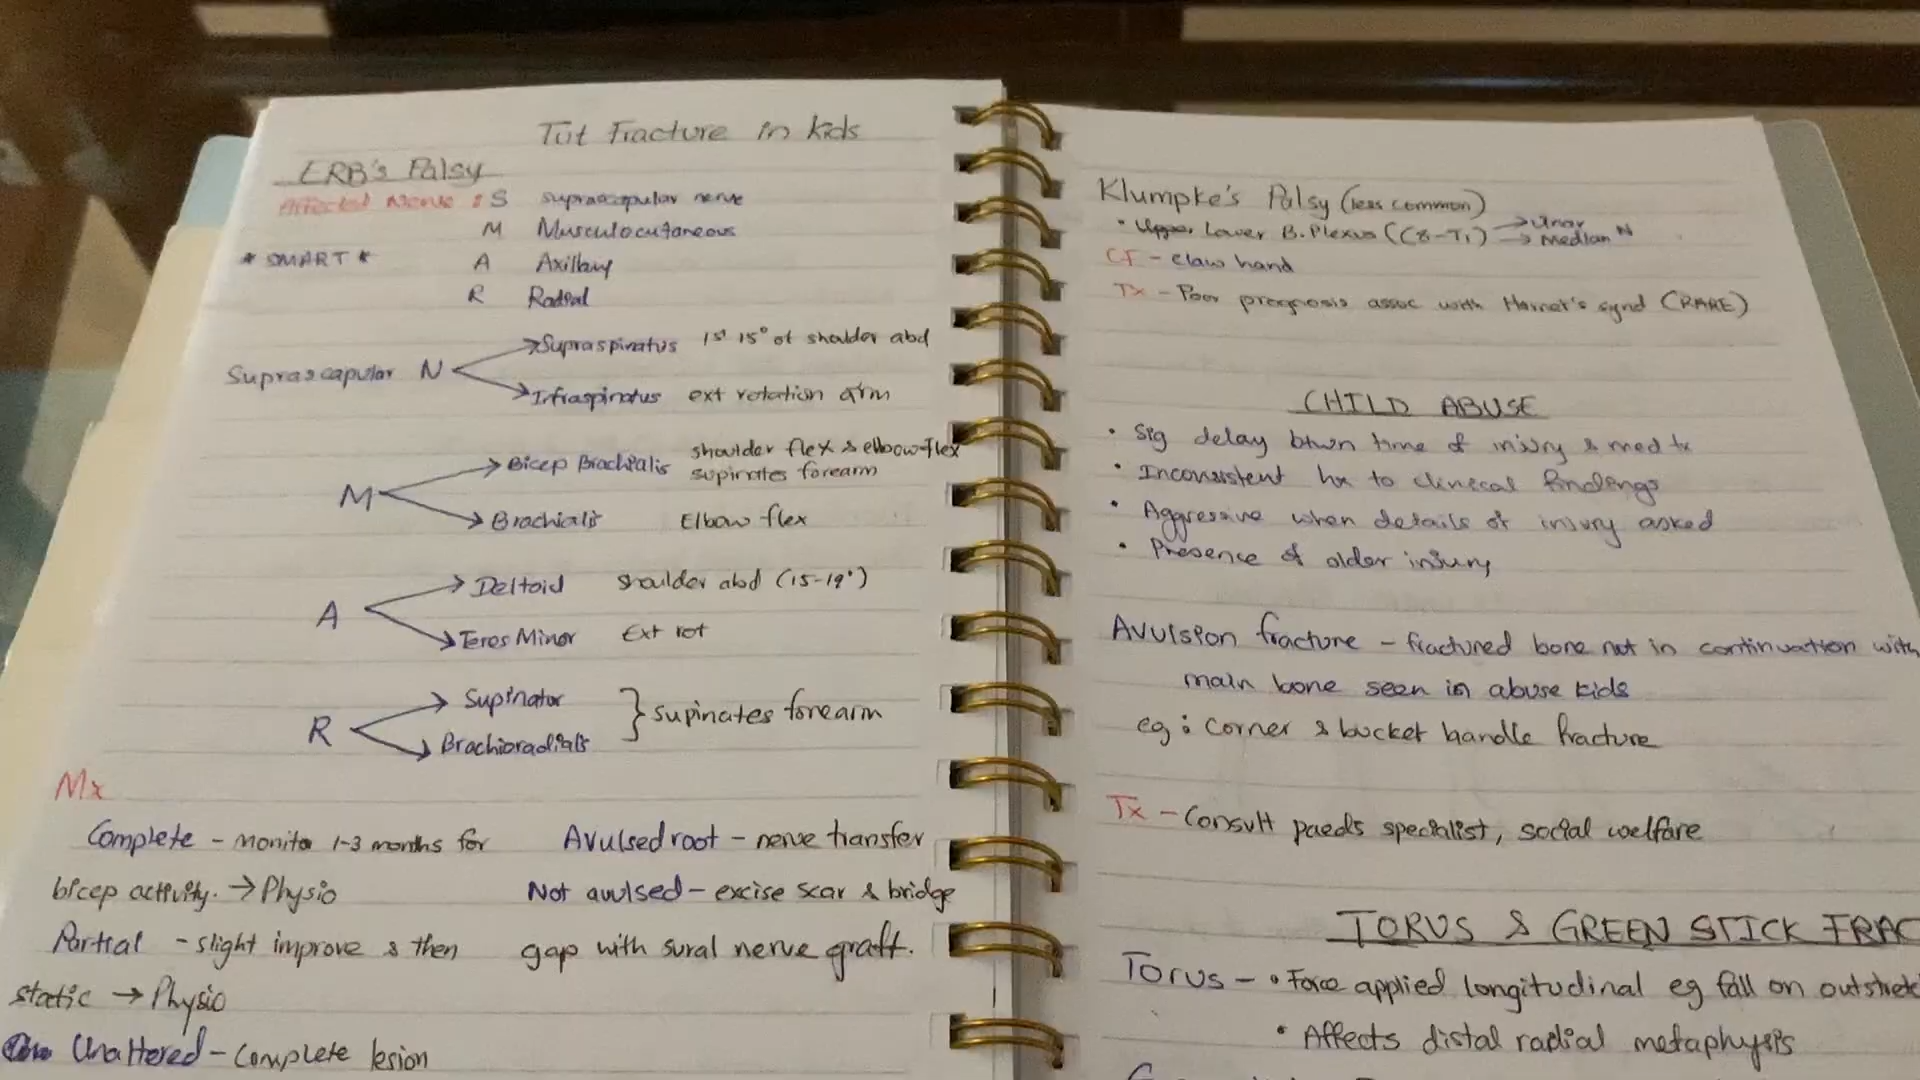 Tut Fracture in kids
ERB's Palsy
Affected Nerve : S suprascapular nerve
M Musculocutaneous
* SMART * A Axillary
R Radial
Suprascapular N → Supraspinatus 1st 15° of shoulder abd
→ Infraspinatus ext rotation arm
M → Bicep Brachialis shoulder flex & elbow flex
supinates forearm
→ Brachialis Elbow flex
A → Deltoid shoulder abd (15-19°)
→ Teres Minor Ext rot
R → Supinator } supinates forearm
→ Brachioradialis
Mx
Complete - monitor 1-3 months for
bicep activity. → Physio
Partial - slight improve & then
static → Physio
Unaltered - complete lesion
Avulsed root - nerve transfer
Not avulsed - excise scar & bridge
gap with sural nerve graft.
Klumpke's Palsy (less common)
• Lower B. Plexus (C8-T1) → Ulnar
→ Median N
CF - claw hand
Tx - Poor prognosis assoc with Horner's synd (RARE)
CHILD ABUSE
• Sig delay btwn time of injury & med tx
• Inconsistent hx to clinical findings
• Aggressive when details of injury asked
• Presence of older injury
Avulsion fracture - fractured bone not in continuation with
main bone seen in abuse kids
eg : corner & bucket handle fracture
Tx - Consult paeds specialist, social welfare
TORUS & GREEN STICK FRAC
Torus - • Force applied longitudinal eg fall on outstretc
• Affects distal radial metaphysis